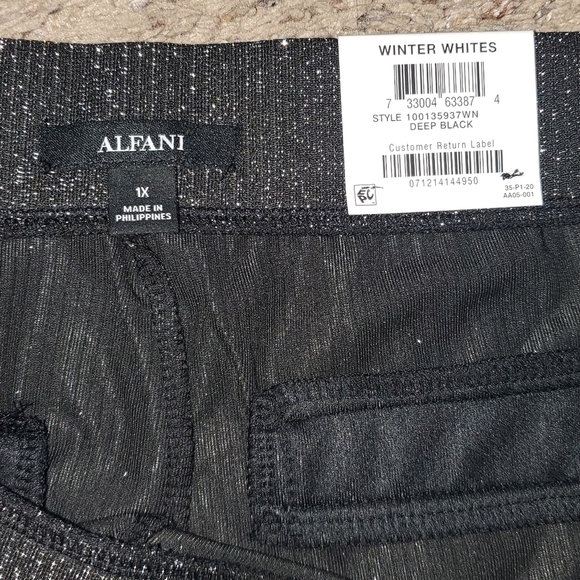 WINTER WHITES
7 33004 63387 4
STYLE 100135937WN
DEEP BLACK
Customer Return Label
071214144950
35-P1-20
AA05-001
ALFANI
1X
MADE IN
PHILIPPINES